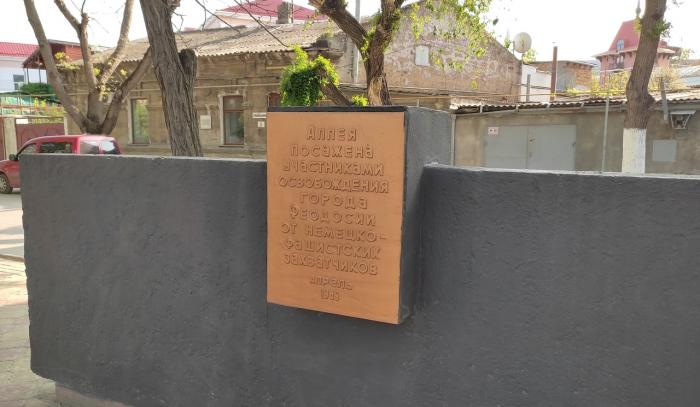 Аллея
посажена
участниками
освобождения
города
Феодосии
от немецко-
фашистских
захватчиков
апрель